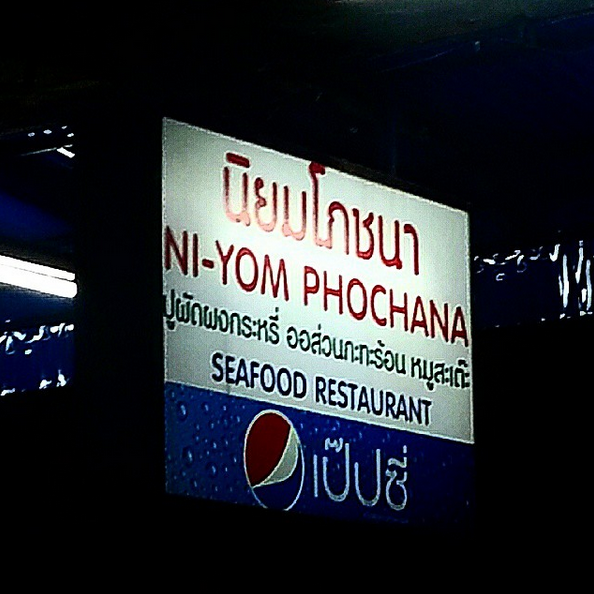 นิยมโภชนา
NI-YOM PHOCHANA
ปูผัดผงกระหรี่ ออส่วนกะทะร้อน หมูสะเต๊ะ
SEAFOOD RESTAURANT
เป๊ปซี่